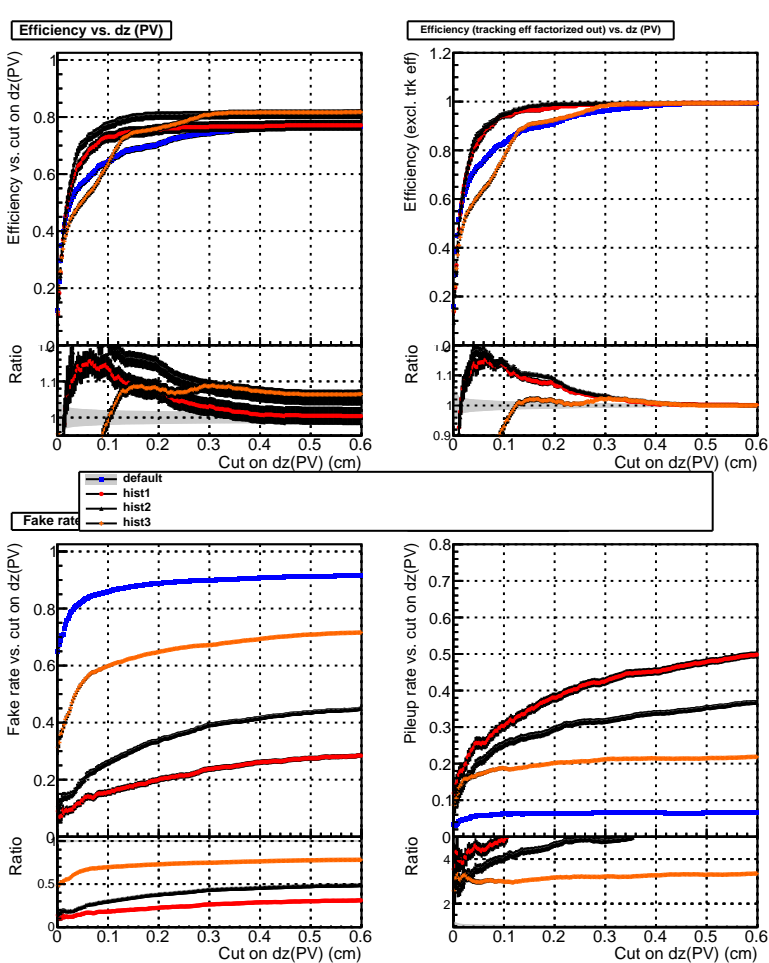 Efficiency vs. dz (PV)
Efficiency vs. cut on dz(PV)
1
0.8
0.6
0.4
0.2
0
Ratio
1.1
1
0 0.1 0.2 0.3 0.4 0.5 0.6
Cut on dz(PV) (cm)
Efficiency (tracking eff factorized out) vs. dz (PV)
Efficiency (excl. trk eff)
1.2
1
0.8
0.6
0.4
0.2
0
Ratio
1.1
1
0.9
0 0.1 0.2 0.3 0.4 0.5 0.6
Cut on dz(PV) (cm)
default
hist1
hist2
hist3
Fake rate
Fake rate vs. cut on dz(PV)
1
0.8
0.6
0.4
0.2
0
Ratio
1
0.5
0
0 0.1 0.2 0.3 0.4 0.5 0.6
Cut on dz(PV) (cm)
Pileup rate vs. cut on dz(PV)
0.8
0.7
0.6
0.5
0.4
0.3
0.2
0.1
0
Ratio
4
2
0 0.1 0.2 0.3 0.4 0.5 0.6
Cut on dz(PV) (cm)